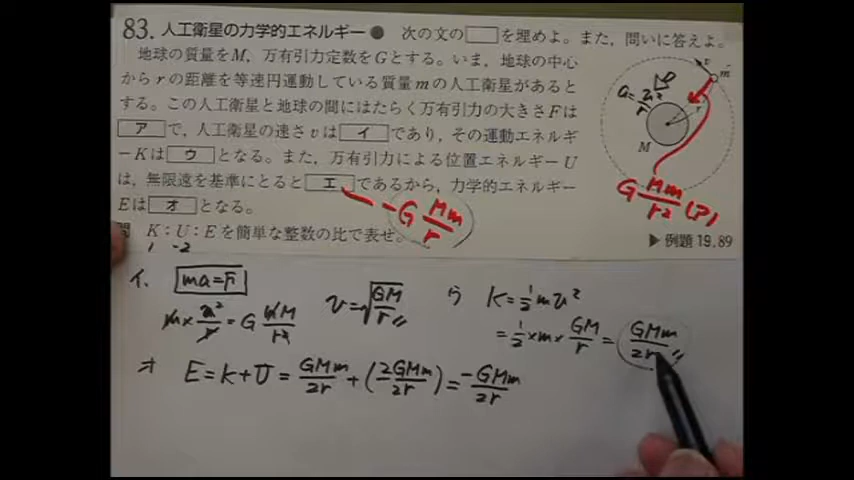 83. 人工衛星の力学的エネルギー ● 次の文の□を埋めよ。また，問いに答えよ。
地球の質量をM，万有引力定数をGとする。いま，地球の中心
からrの距離を等速円運動している質量mの人工衛星があると
する。この人工衛星と地球の間にはたらく万有引力の大きさFは
ア で，人工衛星の速さvは イ であり，その運動エネルギ
ーKは ウ となる。また，万有引力による位置エネルギーU
は，無限遠を基準にとると エ であるから，力学的エネルギー
Eは オ となる。
問 K：U：Eを簡単な整数の比で表せ。
1 -2
▶例題19,89
v
m
r
M
G Mm/r² (ア)
-G Mm/r
イ. ma=F
m×v²/r=G mM/r²
v=√(GM/r)
ウ K=1/2 mv²
=1/2×m×GM/r=GMm/2r
オ E=K+U=GMm/2r+(-2GMm/2r)=-GMm/2r